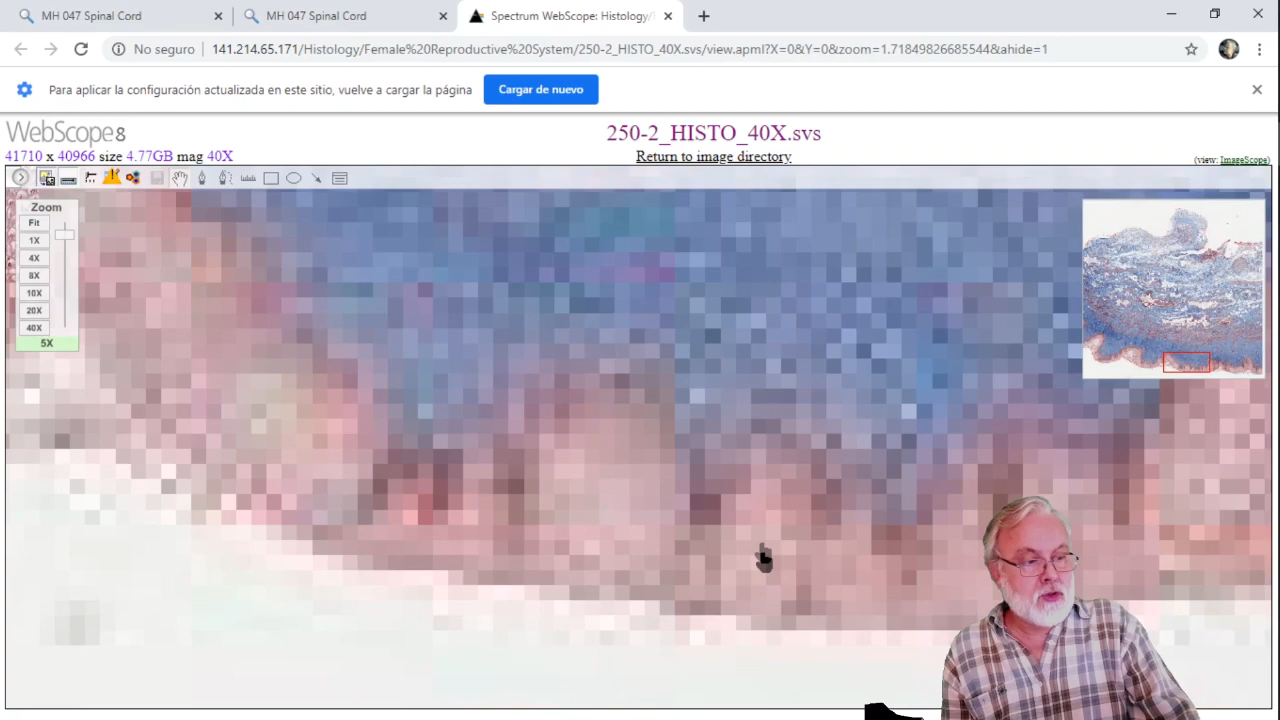 MH 047 Spinal Cord
MH 047 Spinal Cord
Spectrum WebScope: Histology/
No seguro
141.214.65.171/Histology/Female%20Reproductive%20System/250-2_HISTO_40X.svs/view.apml?X=0&Y=0&zoom=1.71849826685544&ahide=1
Para aplicar la configuración actualizada en este sitio, vuelve a cargar la página
Cargar de nuevo
WebScope 8
250-2_HISTO_40X.svs
41710 x 40966 size 4.77GB mag 40X
Return to image directory
(view: ImageScope)
Zoom
Fit
1X
4X
8X
10X
20X
40X
5X